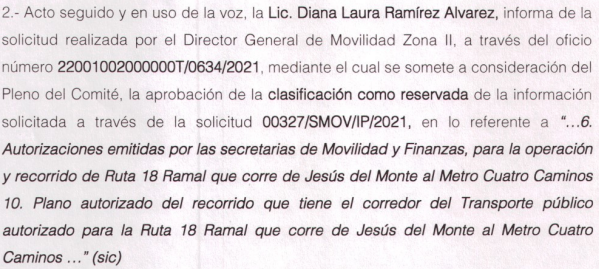 2.- Acto seguido y en uso de la voz, la Lic. Diana Laura Ramírez Alvarez, informa de la
solicitud realizada por el Director General de Movilidad Zona II, a través del oficio
número 22001002000000T/0634/2021, mediante el cual se somete a consideración del
Pleno del Comité, la aprobación de la clasificación como reservada de la información
solicitada a través de la solicitud 00327/SMOV/IP/2021, en lo referente a “...6.
Autorizaciones emitidas por las secretarias de Movilidad y Finanzas, para la operación
y recorrido de Ruta 18 Ramal que corre de Jesús del Monte al Metro Cuatro Caminos
10. Plano autorizado del recorrido que tiene el corredor del Transporte público
autorizado para la Ruta 18 Ramal que corre de Jesús del Monte al Metro Cuatro
Caminos ...” (sic)